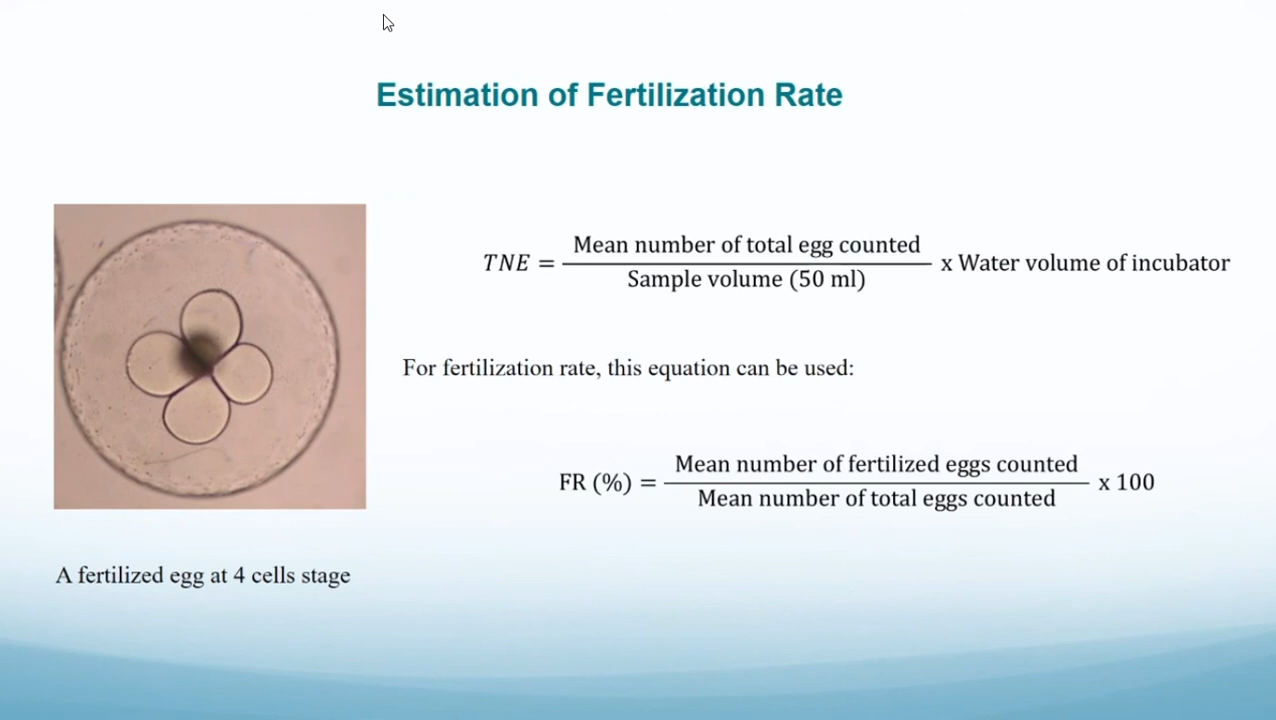 Estimation of Fertilization Rate
TNE = Mean number of total egg counted / Sample volume (50 ml) x Water volume of incubator
For fertilization rate, this equation can be used:
FR (%) = Mean number of fertilized eggs counted / Mean number of total eggs counted x 100
A fertilized egg at 4 cells stage